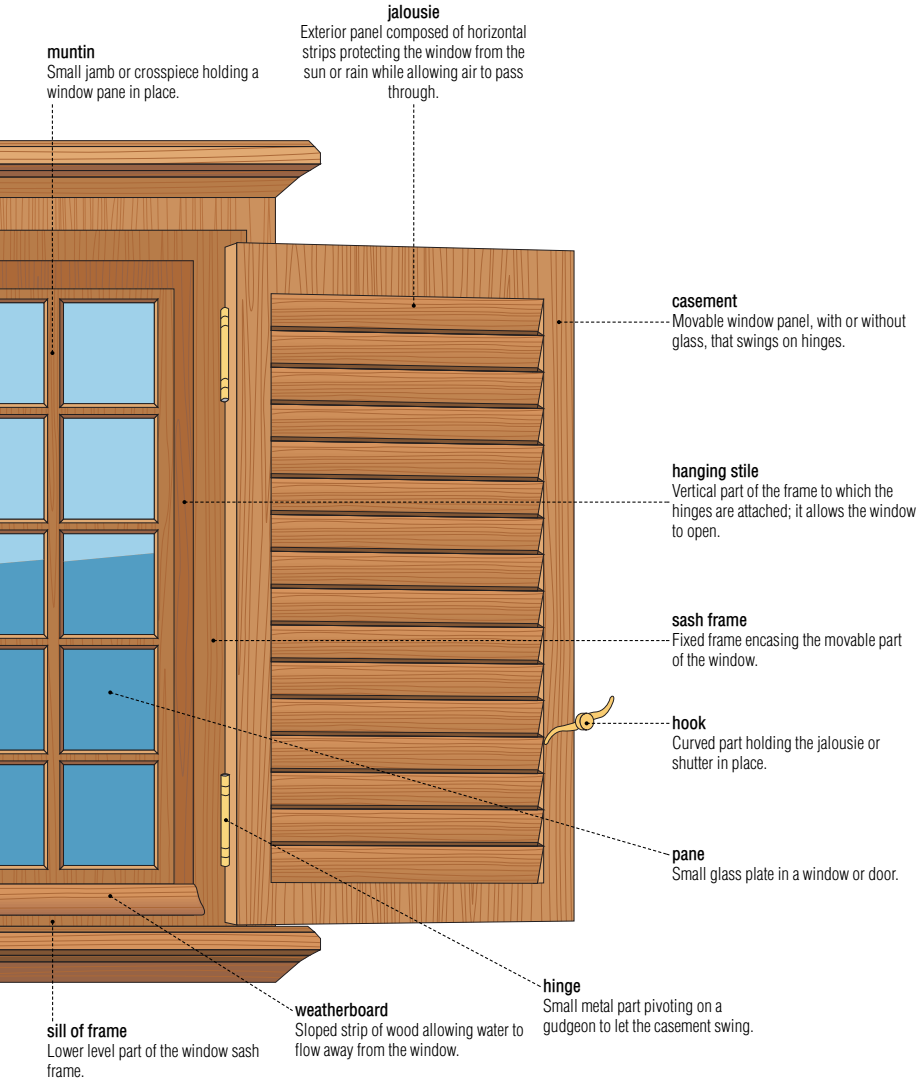 jalousie
Exterior panel composed of horizontal
strips protecting the window from the
sun or rain while allowing air to pass
through.
muntin
Small jamb or crosspiece holding a
window pane in place.
casement
Movable window panel, with or without
glass, that swings on hinges.
hanging stile
Vertical part of the frame to which the
hinges are attached; it allows the window
to open.
sash frame
Fixed frame encasing the movable part
of the window.
hook
Curved part holding the jalousie or
shutter in place.
pane
Small glass plate in a window or door.
hinge
Small metal part pivoting on a
gudgeon to let the casement swing.
weatherboard
Sloped strip of wood allowing water to
flow away from the window.
sill of frame
Lower level part of the window sash
frame.